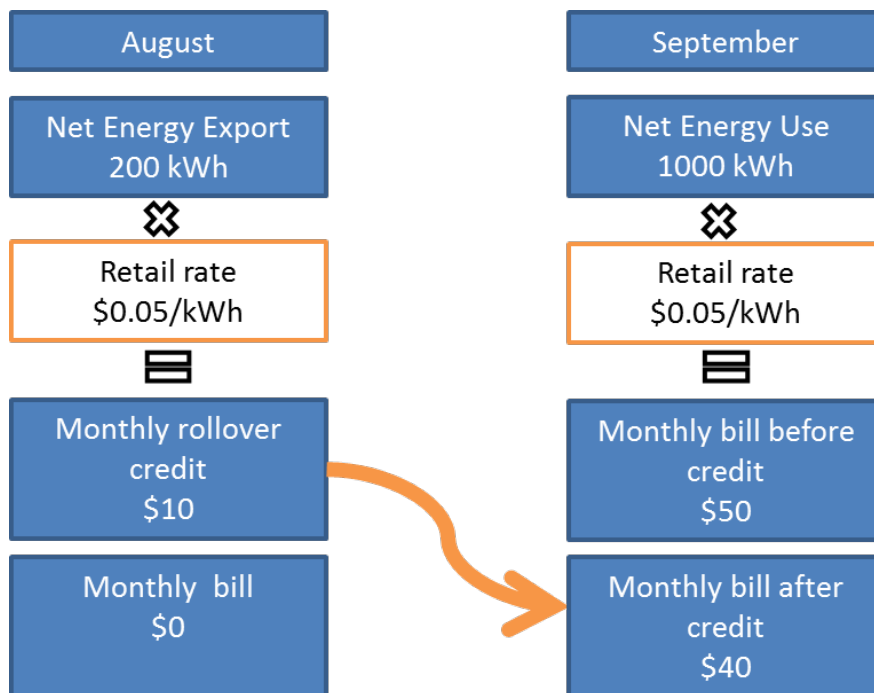 August
Net Energy Export
200 kWh
Retail rate
$0.05/kWh
Monthly rollover
credit
$10
Monthly bill
$0
September
Net Energy Use
1000 kWh
Retail rate
$0.05/kWh
Monthly bill before
credit
$50
Monthly bill after
credit
$40